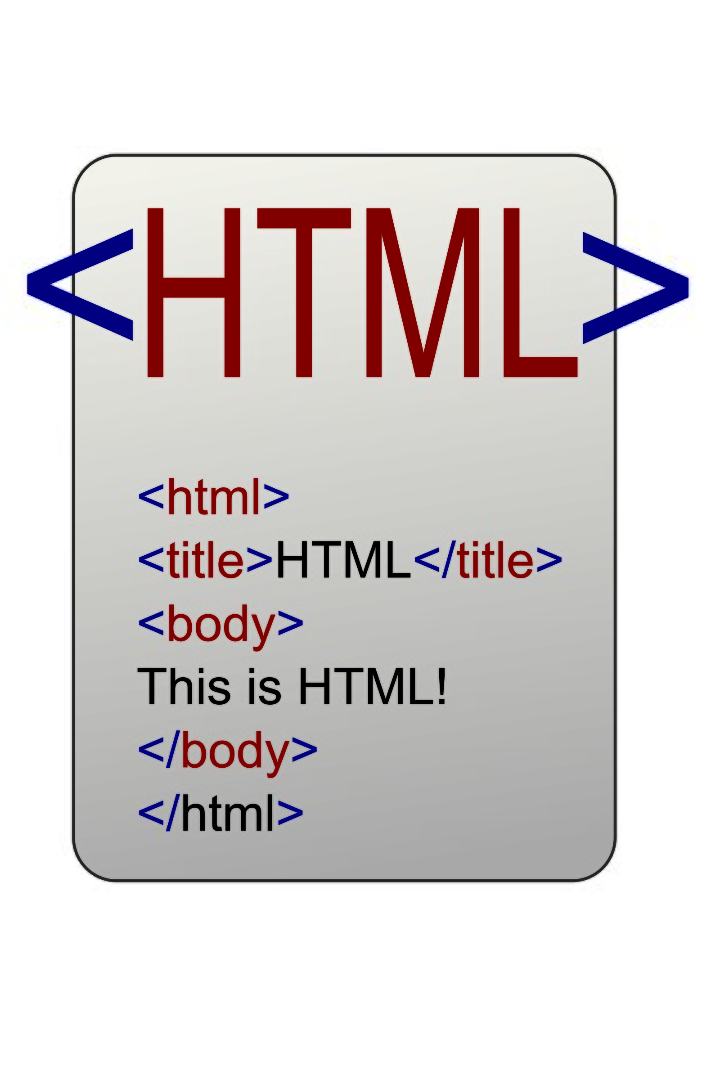 <HTML>
<html>
<title>HTML</title>
<body>
This is HTML!
</body>
</html>